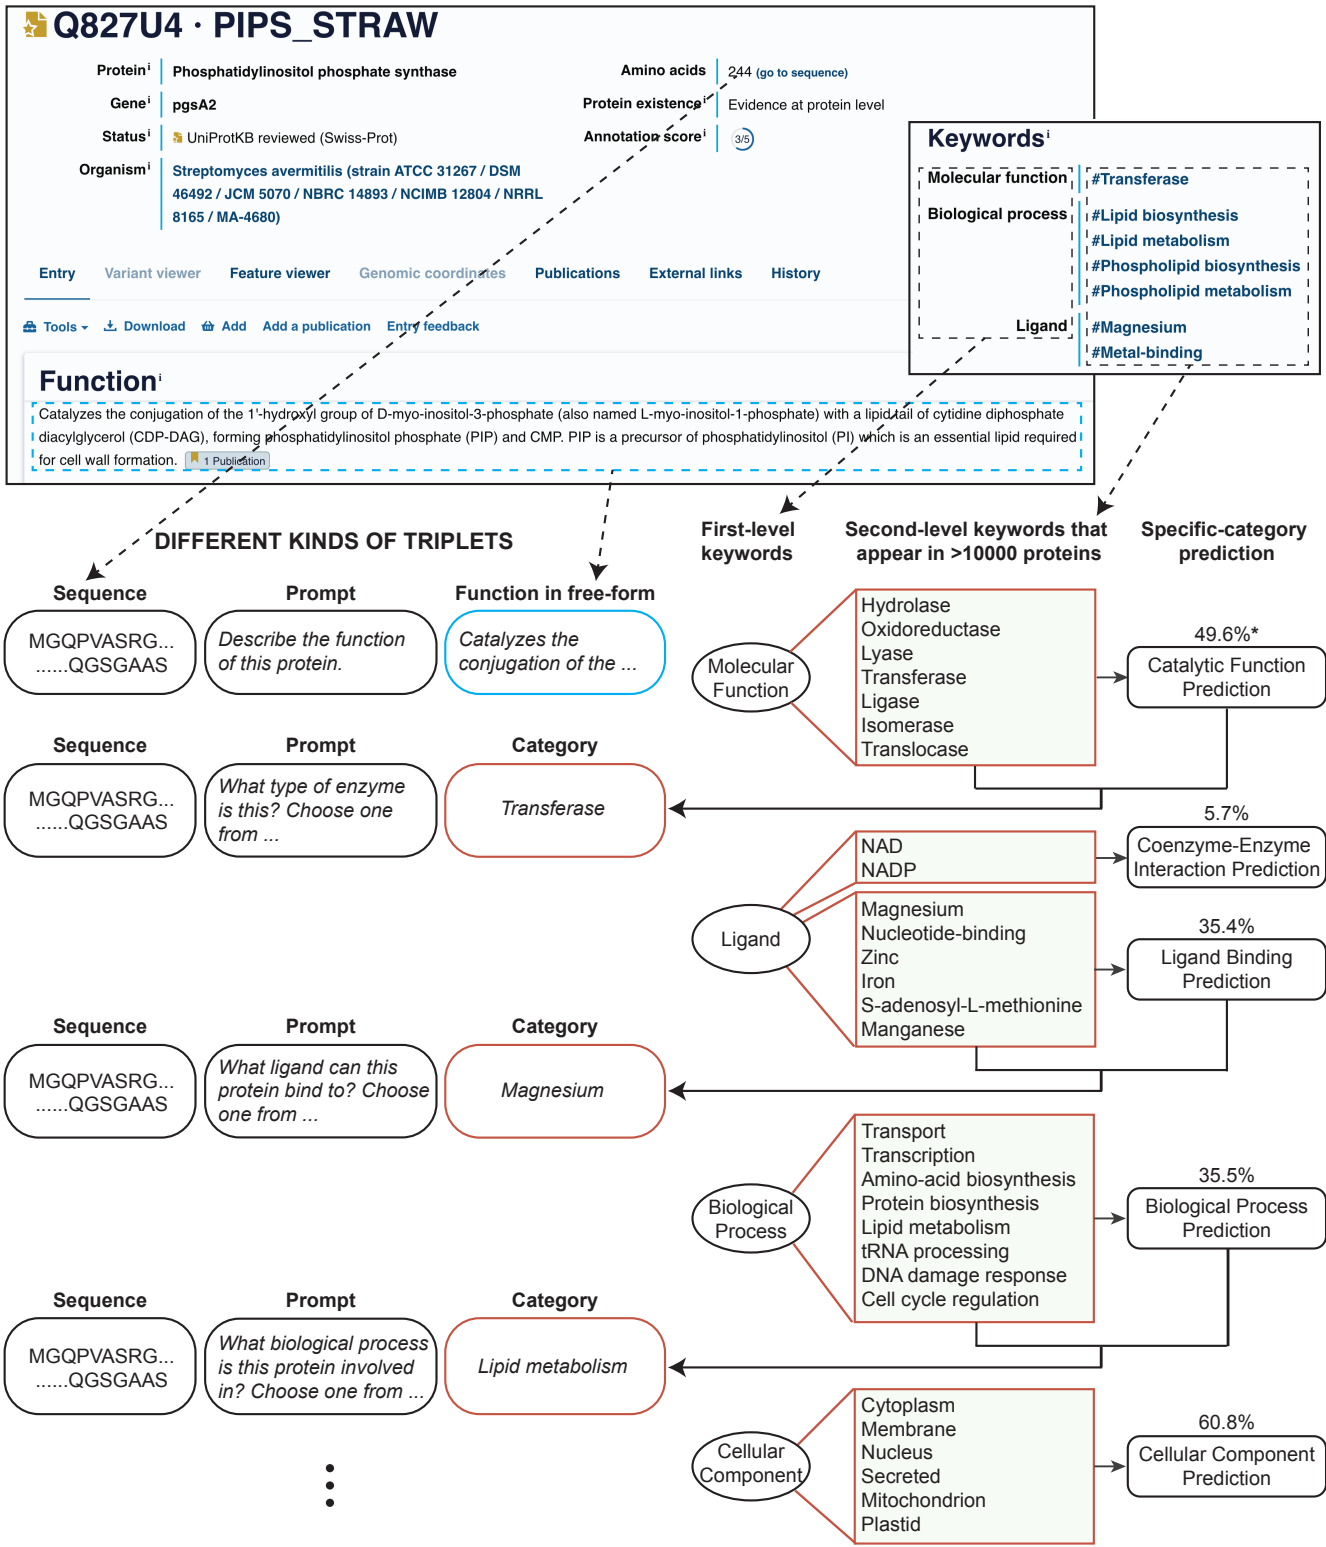 Q827U4 · PIPS_STRAW
Protein i
Phosphatidylinositol phosphate synthase
Gene i
pgsA2
Status i
UniProtKB reviewed (Swiss-Prot)
Organism i
Streptomyces avermitilis (strain ATCC 31267 / DSM
46492 / JCM 5070 / NBRC 14893 / NCIMB 12804 / NRRL
8165 / MA-4680)
Amino acids
244 (go to sequence)
Protein existence i
Evidence at protein level
Annotation score i
3/5
Keywords i
Molecular function
#Transferase
Biological process
#Lipid biosynthesis
#Lipid metabolism
#Phospholipid biosynthesis
#Phospholipid metabolism
Ligand
#Magnesium
#Metal-binding
Entry Variant viewer Feature viewer Genomic coordinates Publications External links History
Tools Download Add Add a publication Entry feedback
Function i
Catalyzes the conjugation of the 1'-hydroxyl group of D-myo-inositol-3-phosphate (also named L-myo-inositol-1-phosphate) with a lipid tail of cytidine diphosphate
diacylglycerol (CDP-DAG), forming phosphatidylinositol phosphate (PIP) and CMP. PIP is a precursor of phosphatidylinositol (PI) which is an essential lipid required
for cell wall formation. 1 Publication
DIFFERENT KINDS OF TRIPLETS
First-level
keywords
Second-level keywords that
appear in >10000 proteins
Specific-category
prediction
Sequence
MGQPVASRG...
......QGSGAAS
Prompt
Describe the function
of this protein.
Function in free-form
Catalyzes the
conjugation of the ...
Molecular
Function
Hydrolase
Oxidoreductase
Lyase
Transferase
Ligase
Isomerase
Translocase
49.6%*
Catalytic Function
Prediction
Sequence
MGQPVASRG...
......QGSGAAS
Prompt
What type of enzyme
is this? Choose one
from ...
Category
Transferase
Ligand
NAD
NADP
5.7%
Coenzyme-Enzyme
Interaction Prediction
Magnesium
Nucleotide-binding
Zinc
Iron
S-adenosyl-L-methionine
Manganese
35.4%
Ligand Binding
Prediction
Sequence
MGQPVASRG...
......QGSGAAS
Prompt
What ligand can this
protein bind to? Choose
one from ...
Category
Magnesium
Biological
Process
Transport
Transcription
Amino-acid biosynthesis
Protein biosynthesis
Lipid metabolism
tRNA processing
DNA damage response
Cell cycle regulation
35.5%
Biological Process
Prediction
Sequence
MGQPVASRG...
......QGSGAAS
Prompt
What biological process
is this protein involved
in? Choose one from ...
Category
Lipid metabolism
Cellular
Component
Cytoplasm
Membrane
Nucleus
Secreted
Mitochondrion
Plastid
60.8%
Cellular Component
Prediction